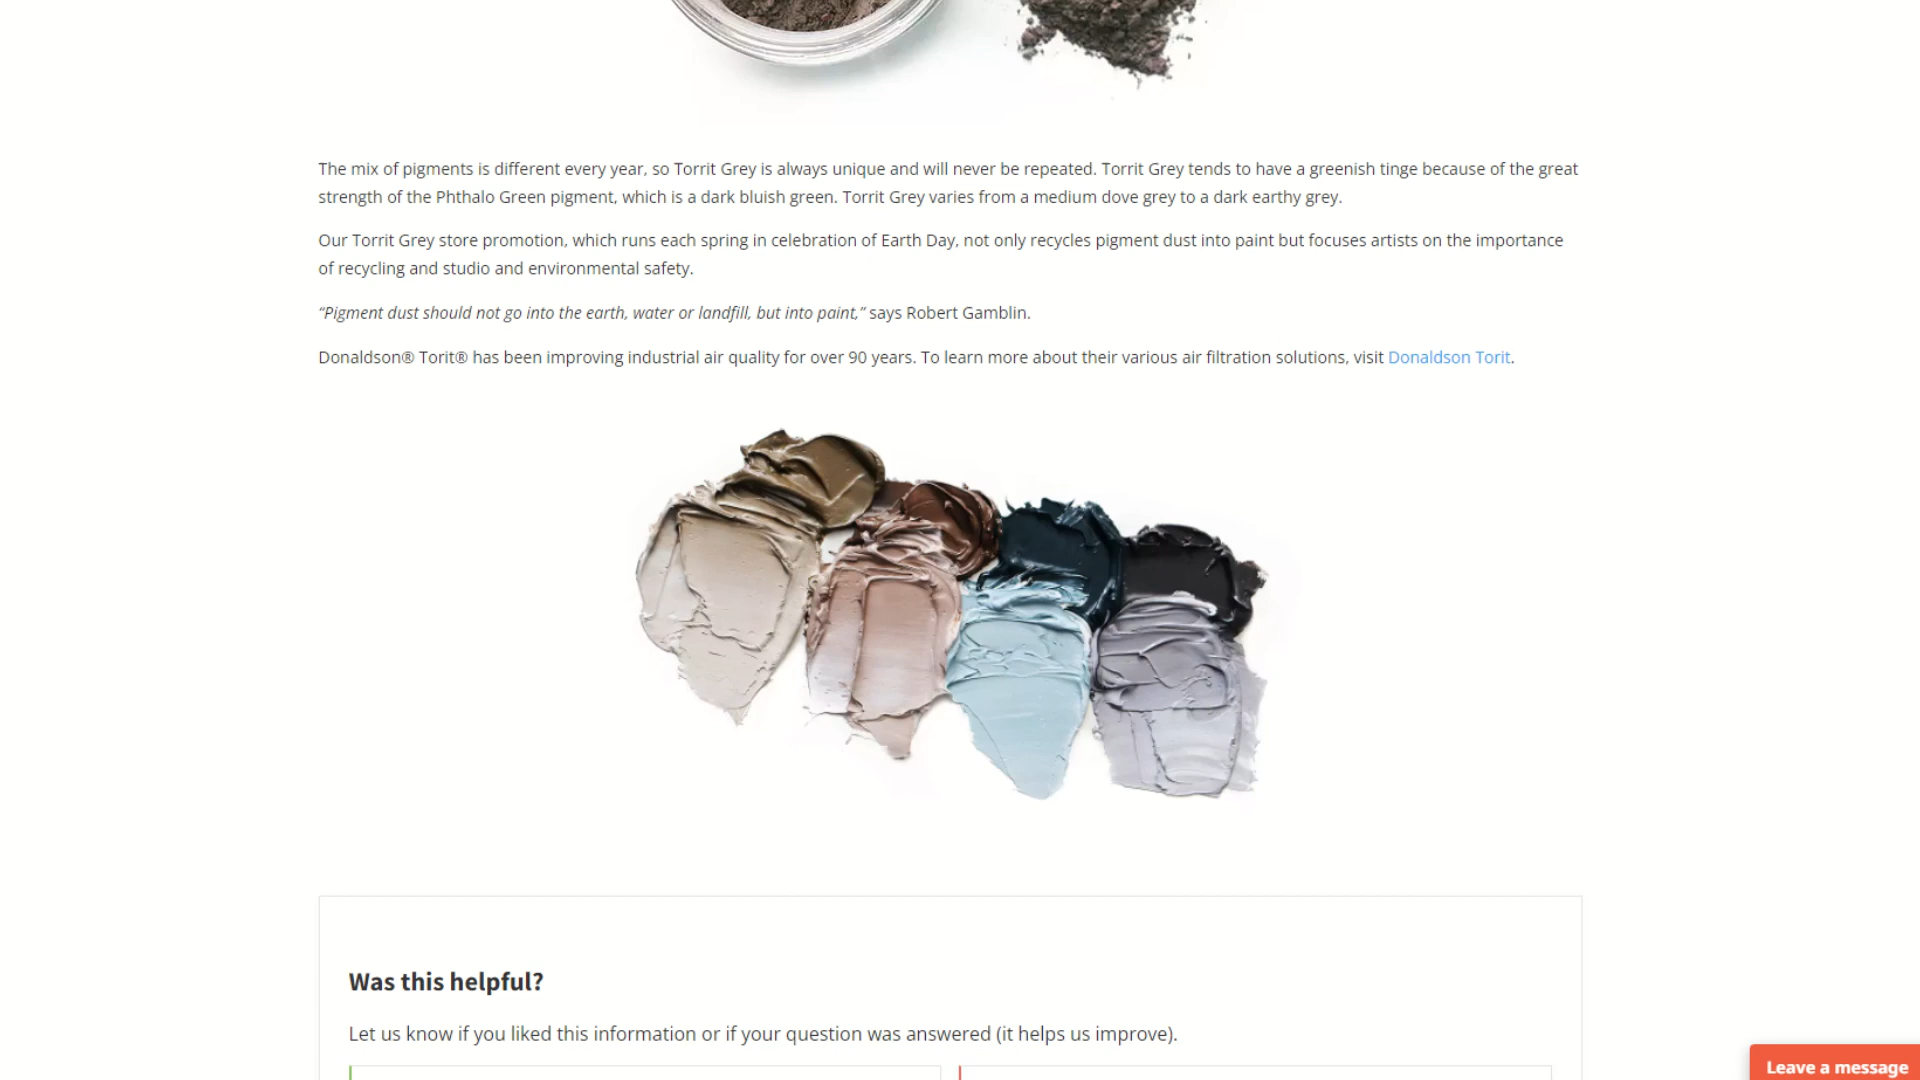 The mix of pigments is different every year, so Torrit Grey is always unique and will never be repeated. Torrit Grey tends to have a greenish tinge because of the great
strength of the Phthalo Green pigment, which is a dark bluish green. Torrit Grey varies from a medium dove grey to a dark earthy grey.
Our Torrit Grey store promotion, which runs each spring in celebration of Earth Day, not only recycles pigment dust into paint but focuses artists on the importance
of recycling and studio and environmental safety.
“Pigment dust should not go into the earth, water or landfill, but into paint,” says Robert Gamblin.
Donaldson® Torit® has been improving industrial air quality for over 90 years. To learn more about their various air filtration solutions, visit Donaldson Torit.
Was this helpful?
Let us know if you liked this information or if your question was answered (it helps us improve).
Leave a message